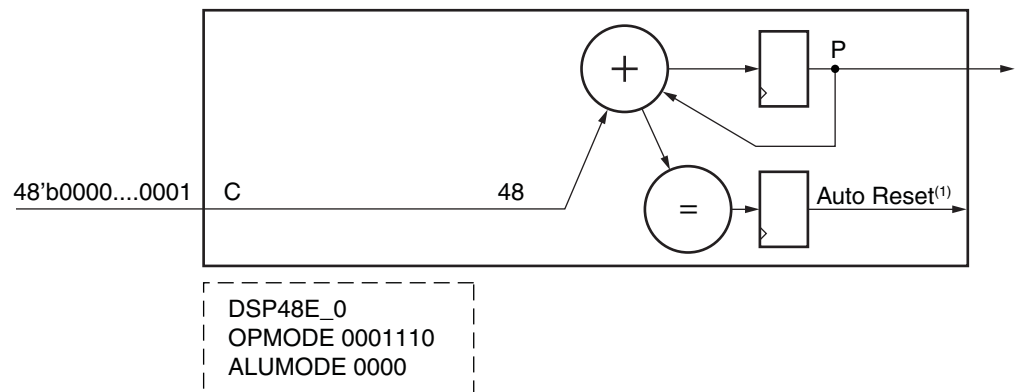 +
P
48’b0000....0001
C
48
=
Auto Reset(1)
DSP48E_0
OPMODE 0001110
ALUMODE 0000